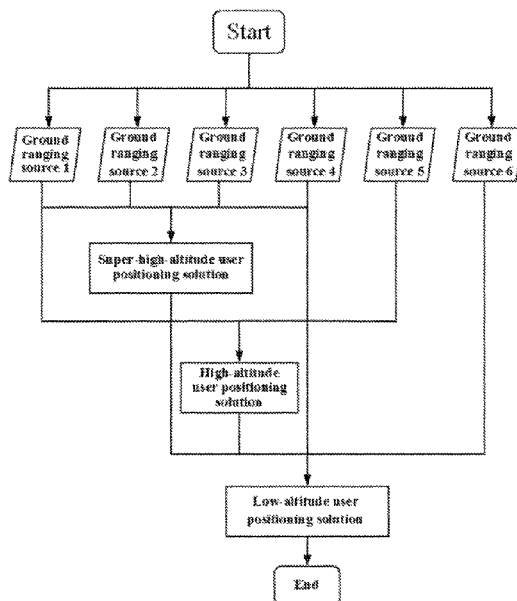 Start
Ground
ranging
source 1
Ground
ranging
source 2
Ground
ranging
source 3
Ground
ranging
source 4
Ground
ranging
source 5
Ground
ranging
source 6
Super-high-altitude user
positioning solution
High-altitude
user positioning
solution
Low-altitude user
positioning solution
End